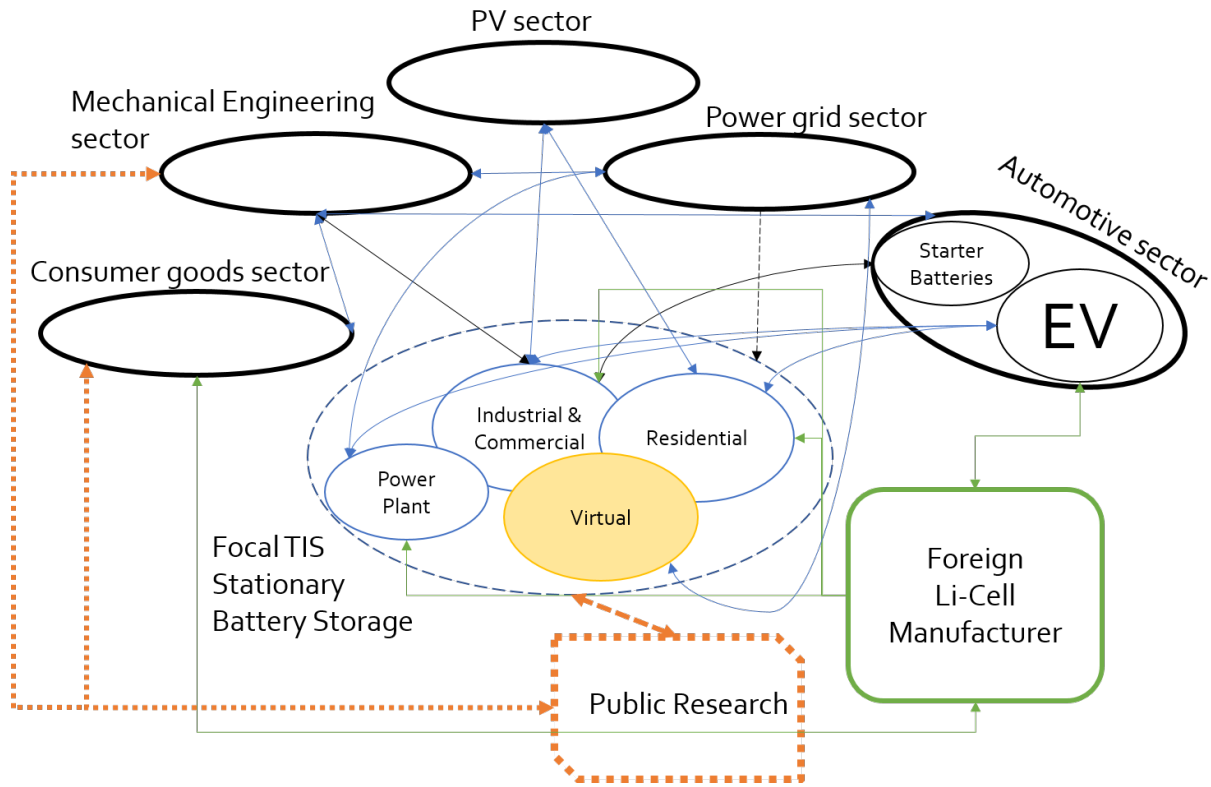 PV sector
Mechanical Engineering
sector
Power grid sector
Automotive sector
Starter
Batteries
EV
Consumer goods sector
Industrial &
Commercial
Residential
Power
Plant
Virtual
Focal TIS
Stationary
Battery Storage
Foreign
Li-Cell
Manufacturer
Public Research